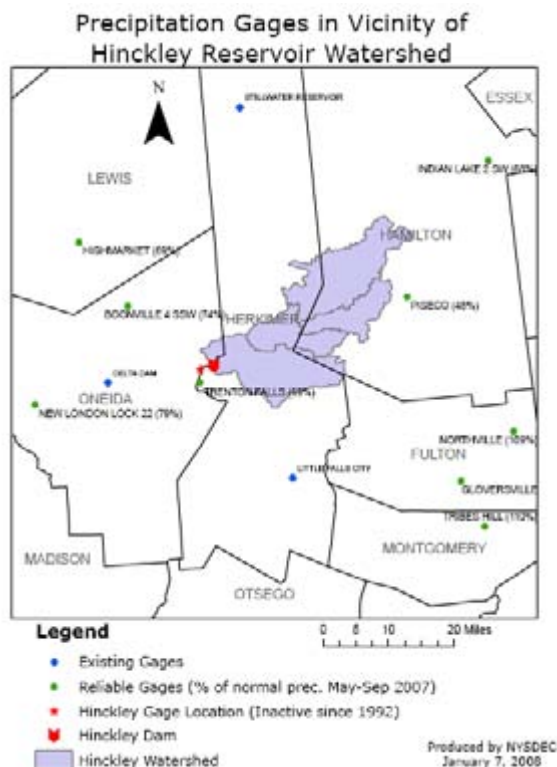 Precipitation Gages in Vicinity of
Hinckley Reservoir Watershed
N
STILLWATER RESERVOIR
ESSEX
INDIAN LAKE 2 SW
LEWIS
HAMILTON
HIGHMARKET (69%)
PISECO (48%)
BOONVILLE 4 SSW (74%)
HERKIMER
DELTA DAM
TRENTON FALLS
ONEIDA
NEW LONDON LOCK 22 (79%)
NORTHVILLE (109%)
FULTON
LITTLE FALLS CITY
GLOVERSVILLE
TRIBES HILL (112%)
MADISON
MONTGOMERY
OTSEGO
Legend
0 5 10 20 Miles
Existing Gages
Reliable Gages (% of normal prec. May-Sep 2007)
Hinckley Gage Location (Inactive since 1992)
Hinckley Dam
Hinckley Watershed
Produced by NYSDEC
January 7, 2008